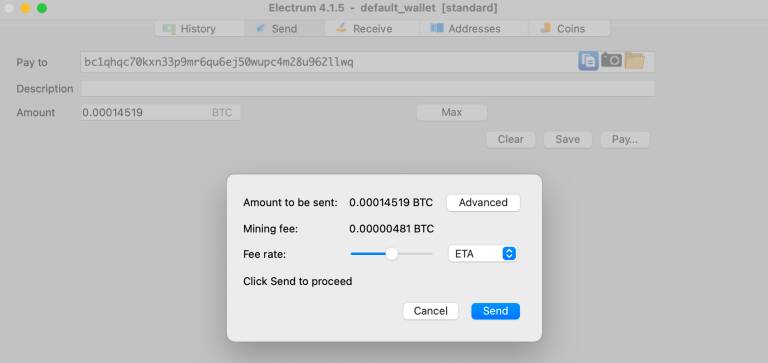 Electrum 4.1.5 - default_wallet [standard]
History Send Receive Addresses Coins
Pay to bc1qhqc70kxn33p9mr6qu6ej50wupc4m28u962llwq
Description
Amount 0.00014519 BTC Max
Clear Save Pay...
Amount to be sent: 0.00014519 BTC Advanced
Mining fee: 0.00000481 BTC
Fee rate: ETA
Click Send to proceed
Cancel Send